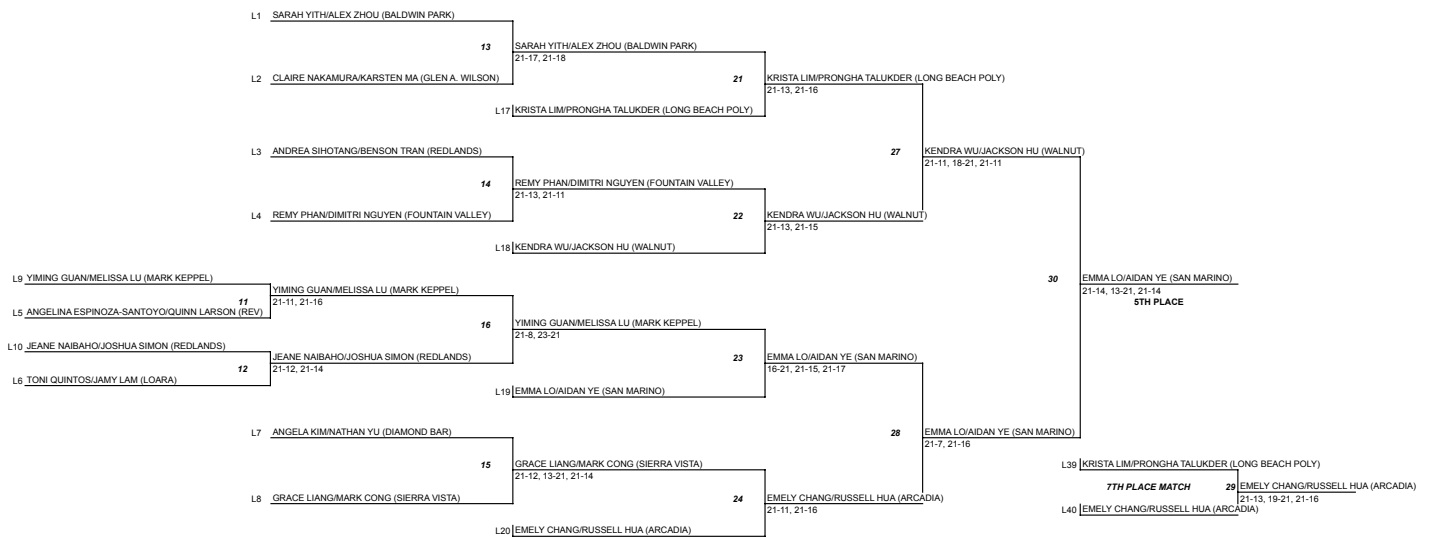 L1 SARAH YITH/ALEX ZHOU (BALDWIN PARK)
13 SARAH YITH/ALEX ZHOU (BALDWIN PARK)
21-17, 21-18
L2 CLAIRE NAKAMURA/KARSTEN MA (GLEN A. WILSON)
21 KRISTA LIM/PRONGHA TALUKDER (LONG BEACH POLY)
21-13, 21-16
L17 KRISTA LIM/PRONGHA TALUKDER (LONG BEACH POLY)
L3 ANDREA SIHOTANG/BENSON TRAN (REDLANDS)
27 KENDRA WU/JACKSON HU (WALNUT)
21-11, 18-21, 21-11
14 REMY PHAN/DIMITRI NGUYEN (FOUNTAIN VALLEY)
21-13, 21-11
L4 REMY PHAN/DIMITRI NGUYEN (FOUNTAIN VALLEY)
22 KENDRA WU/JACKSON HU (WALNUT)
21-13, 21-15
L18 KENDRA WU/JACKSON HU (WALNUT)
L9 YIMING GUAN/MELISSA LU (MARK KEPPEL)
30 EMMA LO/AIDAN YE (SAN MARINO)
21-14, 13-21, 21-14
5TH PLACE
11 YIMING GUAN/MELISSA LU (MARK KEPPEL)
21-11, 21-16
L5 ANGELINA ESPINOZA-SANTOYO/QUINN LARSON (REV)
16 YIMING GUAN/MELISSA LU (MARK KEPPEL)
21-8, 23-21
L10 JEANE NAIBAHO/JOSHUA SIMON (REDLANDS)
12 JEANE NAIBAHO/JOSHUA SIMON (REDLANDS)
21-12, 21-14
L6 TONI QUINTOS/JAMY LAM (LOARA)
23 EMMA LO/AIDAN YE (SAN MARINO)
16-21, 21-15, 21-17
L19 EMMA LO/AIDAN YE (SAN MARINO)
L7 ANGELA KIM/NATHAN YU (DIAMOND BAR)
28 EMMA LO/AIDAN YE (SAN MARINO)
21-7, 21-16
15 GRACE LIANG/MARK CONG (SIERRA VISTA)
21-12, 13-21, 21-14
L8 GRACE LIANG/MARK CONG (SIERRA VISTA)
24 EMELY CHANG/RUSSELL HUA (ARCADIA)
21-11, 21-16
L20 EMELY CHANG/RUSSELL HUA (ARCADIA)
L39 KRISTA LIM/PRONGHA TALUKDER (LONG BEACH POLY)
7TH PLACE MATCH 29 EMELY CHANG/RUSSELL HUA (ARCADIA)
21-13, 19-21, 21-16
L40 EMELY CHANG/RUSSELL HUA (ARCADIA)